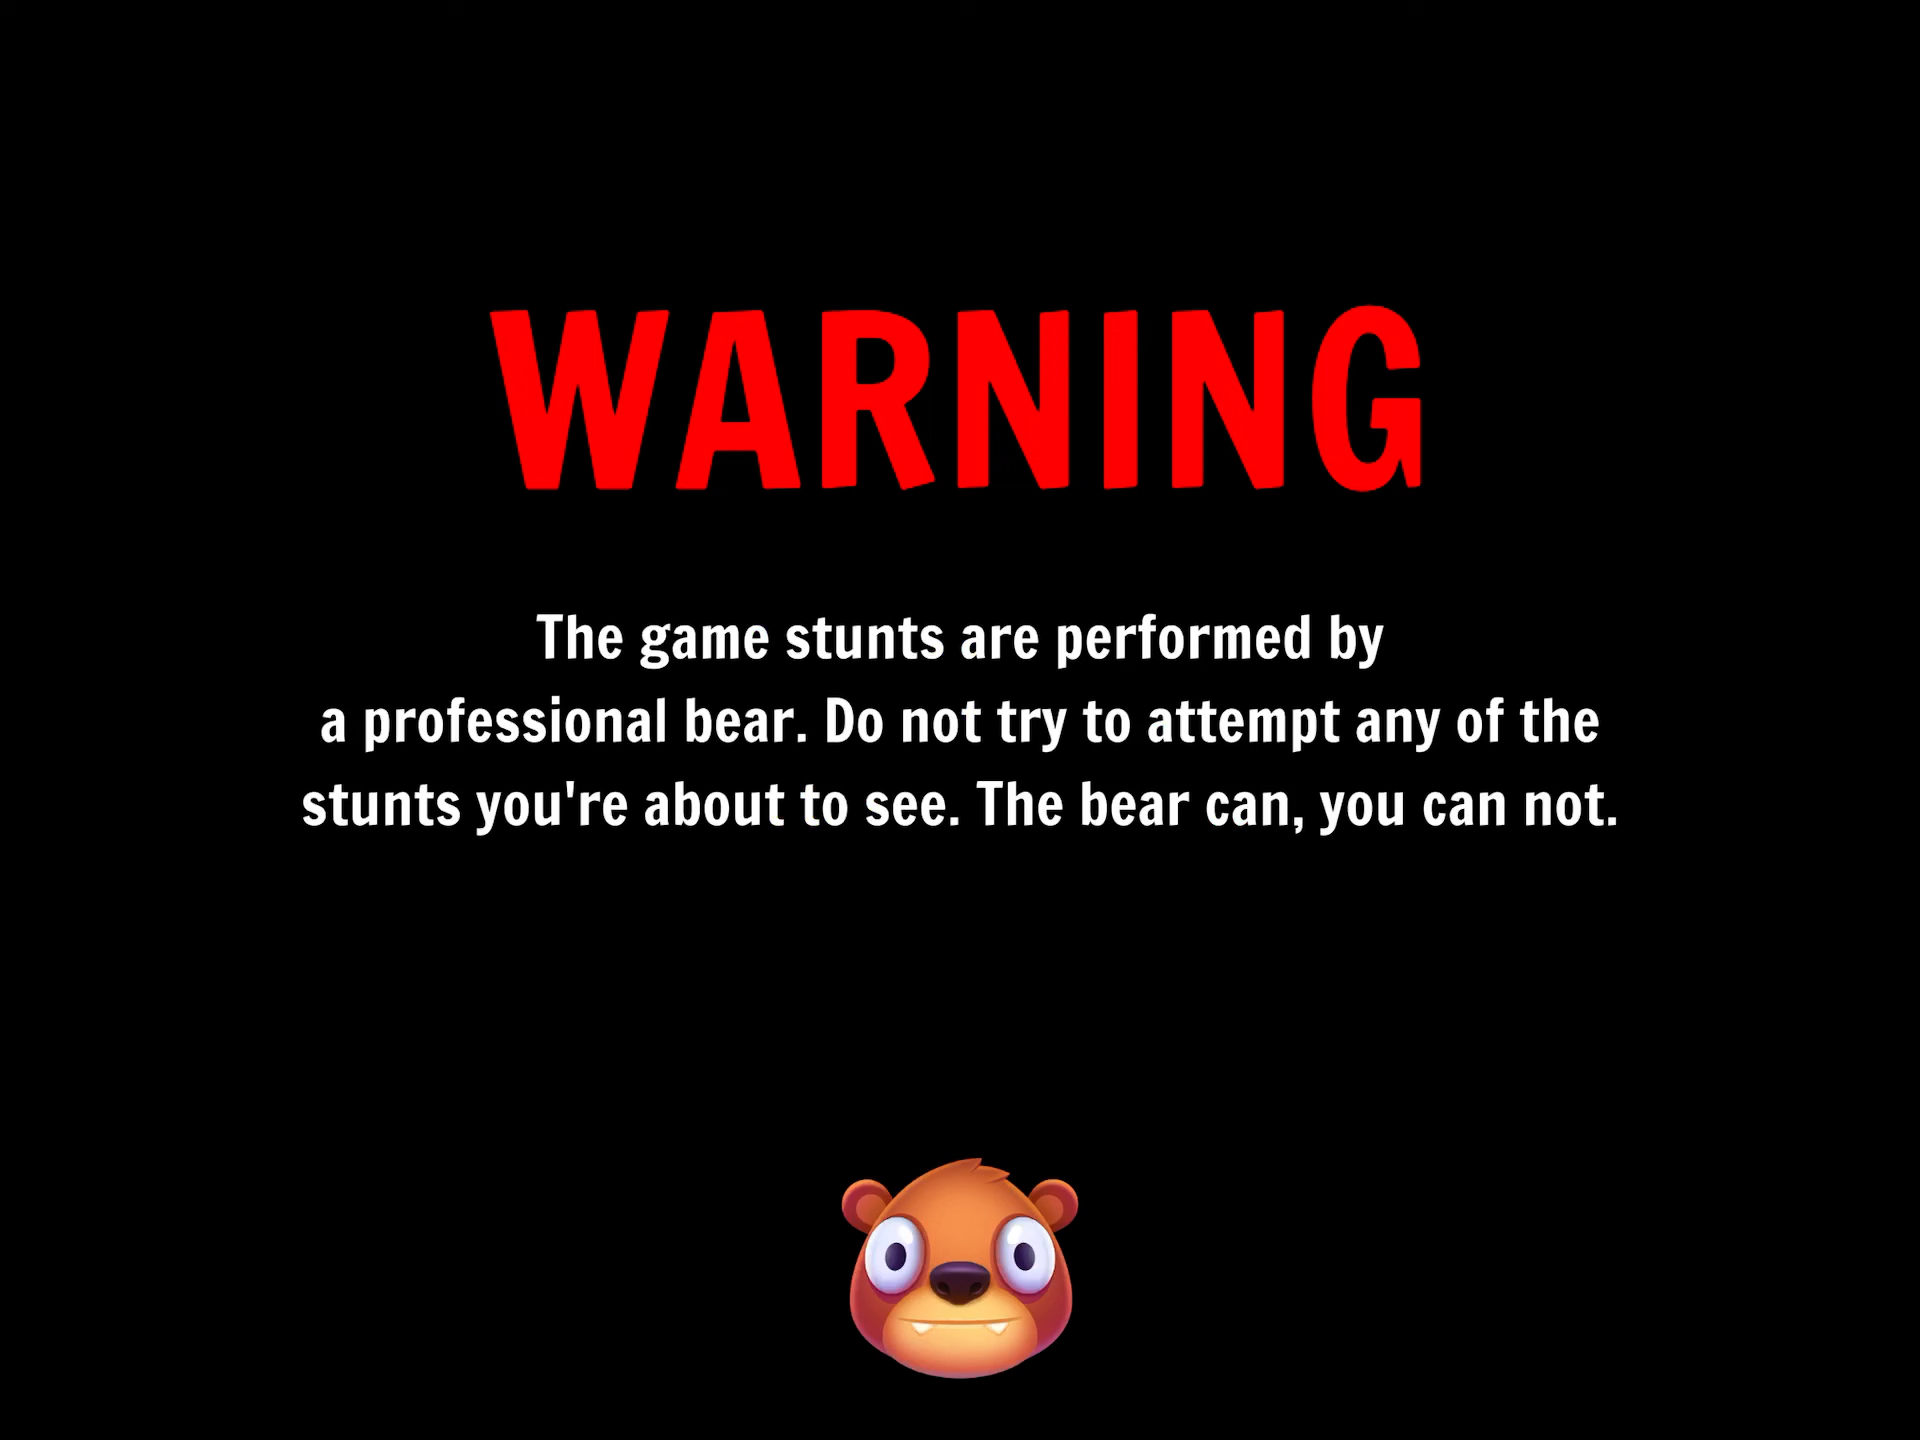 WARNING
The game stunts are performed by
a professional bear. Do not try to attempt any of the
stunts you're about to see. The bear can, you can not.